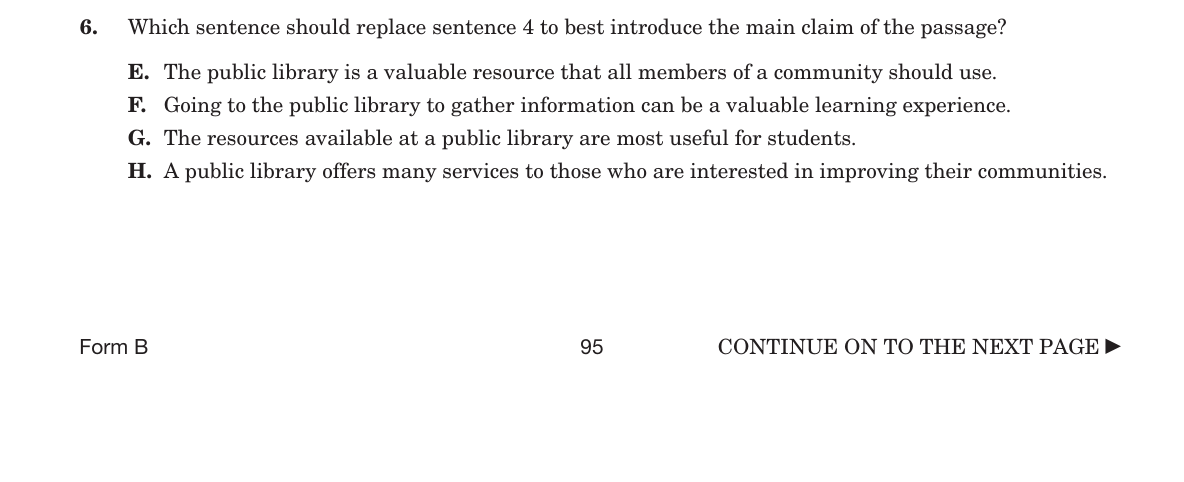 6. Which sentence should replace sentence 4 to best introduce the main claim of the passage?
E. The public library is a valuable resource that all members of a community should use.
F. Going to the public library to gather information can be a valuable learning experience.
G. The resources available at a public library are most useful for students.
H. A public library offers many services to those who are interested in improving their communities.
Form B 95 CONTINUE ON TO THE NEXT PAGE ▶